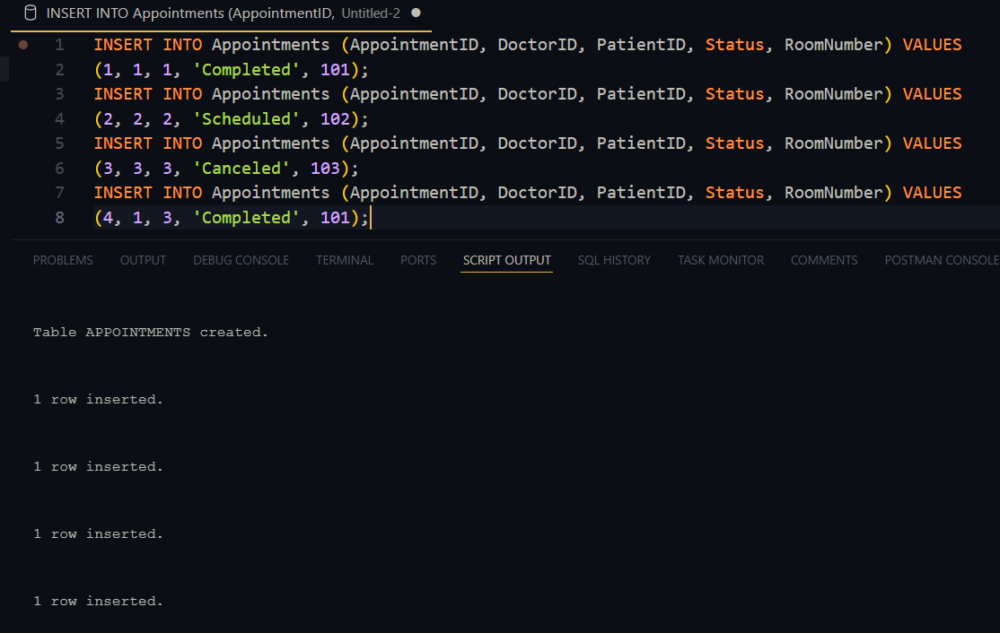 INSERT INTO Appointments (AppointmentID, Untitled-2
1 INSERT INTO Appointments (AppointmentID, DoctorID, PatientID, Status, RoomNumber) VALUES
2 (1, 1, 1, 'Completed', 101);
3 INSERT INTO Appointments (AppointmentID, DoctorID, PatientID, Status, RoomNumber) VALUES
4 (2, 2, 2, 'Scheduled', 102);
5 INSERT INTO Appointments (AppointmentID, DoctorID, PatientID, Status, RoomNumber) VALUES
6 (3, 3, 3, 'Canceled', 103);
7 INSERT INTO Appointments (AppointmentID, DoctorID, PatientID, Status, RoomNumber) VALUES
8 (4, 1, 3, 'Completed', 101);
PROBLEMS OUTPUT DEBUG CONSOLE TERMINAL PORTS SCRIPT OUTPUT SQL HISTORY TASK MONITOR COMMENTS POSTMAN CONSOLE
Table APPOINTMENTS created.
1 row inserted.
1 row inserted.
1 row inserted.
1 row inserted.